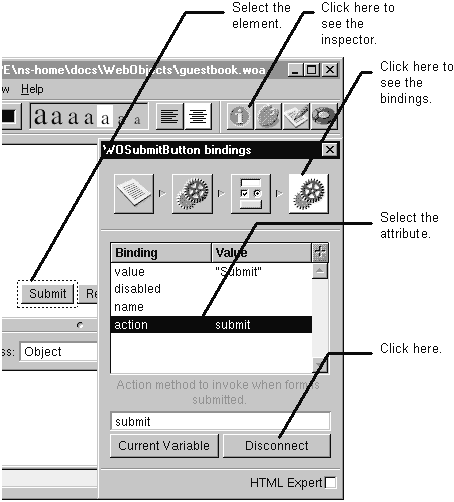 Select the
element.
Click here to
see the
inspector.
Click here to
see the
bindings.
PE\ns-home\docs\WebObjects\guestbook.woa
w Help
a a a a a a a a
WOSubmitButton bindings
Select the
attribute.
Binding Value
value "Submit"
disabled
name
action submit
Submit Re
ss: Object
Click here.
Action method to invoke when form is
submitted.
submit
Current Variable Disconnect
HTML Expert